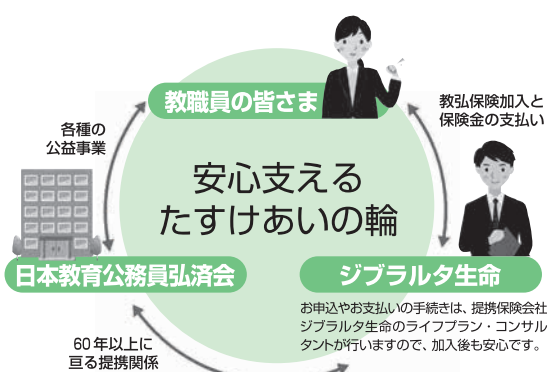 教職員の皆さま
教弘保険加入と
保険金の支払い
各種の
公益事業
安心支える
たすけあいの輪
日本教育公務員弘済会
ジブラルタ生命
お申込やお支払いの手続きは、提携保険会社
ジブラルタ生命のライフプラン・コンサル
タントが行いますので、加入後も安心です。
60年以上に
亘る提携関係